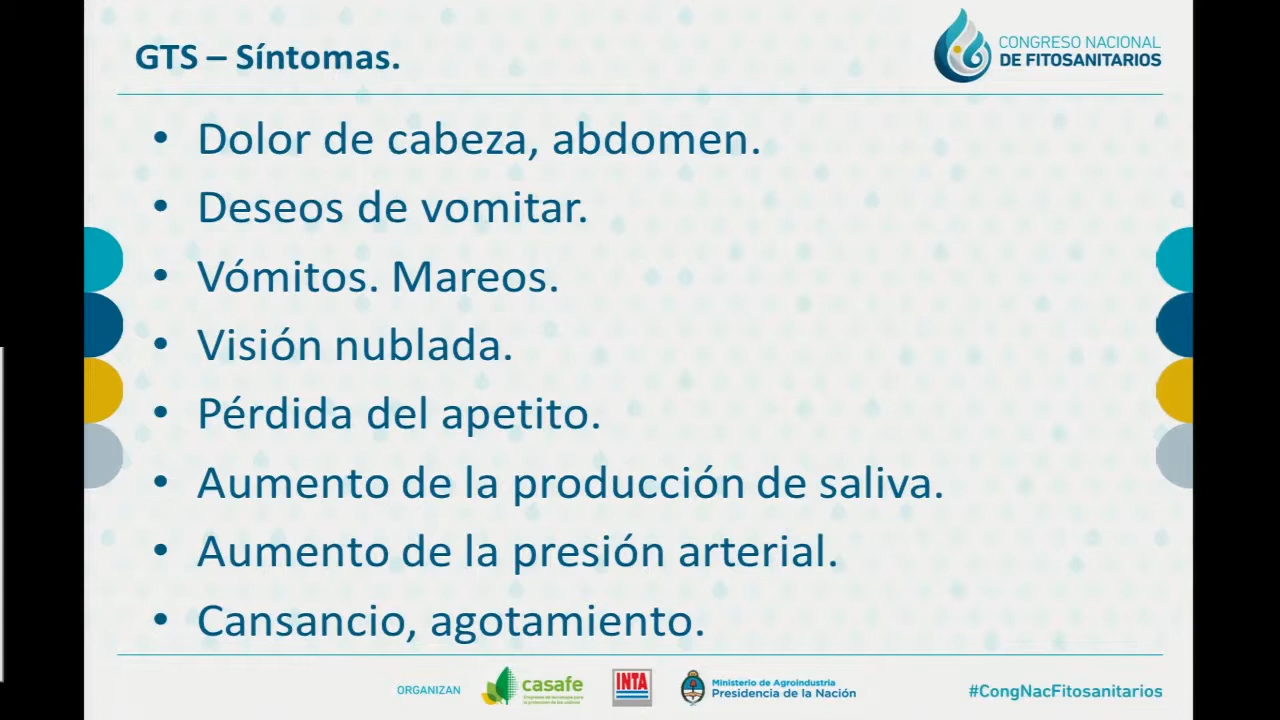 GTS – Síntomas.
CONGRESO NACIONAL
DE FITOSANITARIOS
• Dolor de cabeza, abdomen.
• Deseos de vomitar.
• Vómitos. Mareos.
• Visión nublada.
• Pérdida del apetito.
• Aumento de la producción de saliva.
• Aumento de la presión arterial.
• Cansancio, agotamiento.
ORGANIZAN
casafe
INTA
Ministerio de Agroindustria
Presidencia de la Nación
#CongNacFitosanitarios